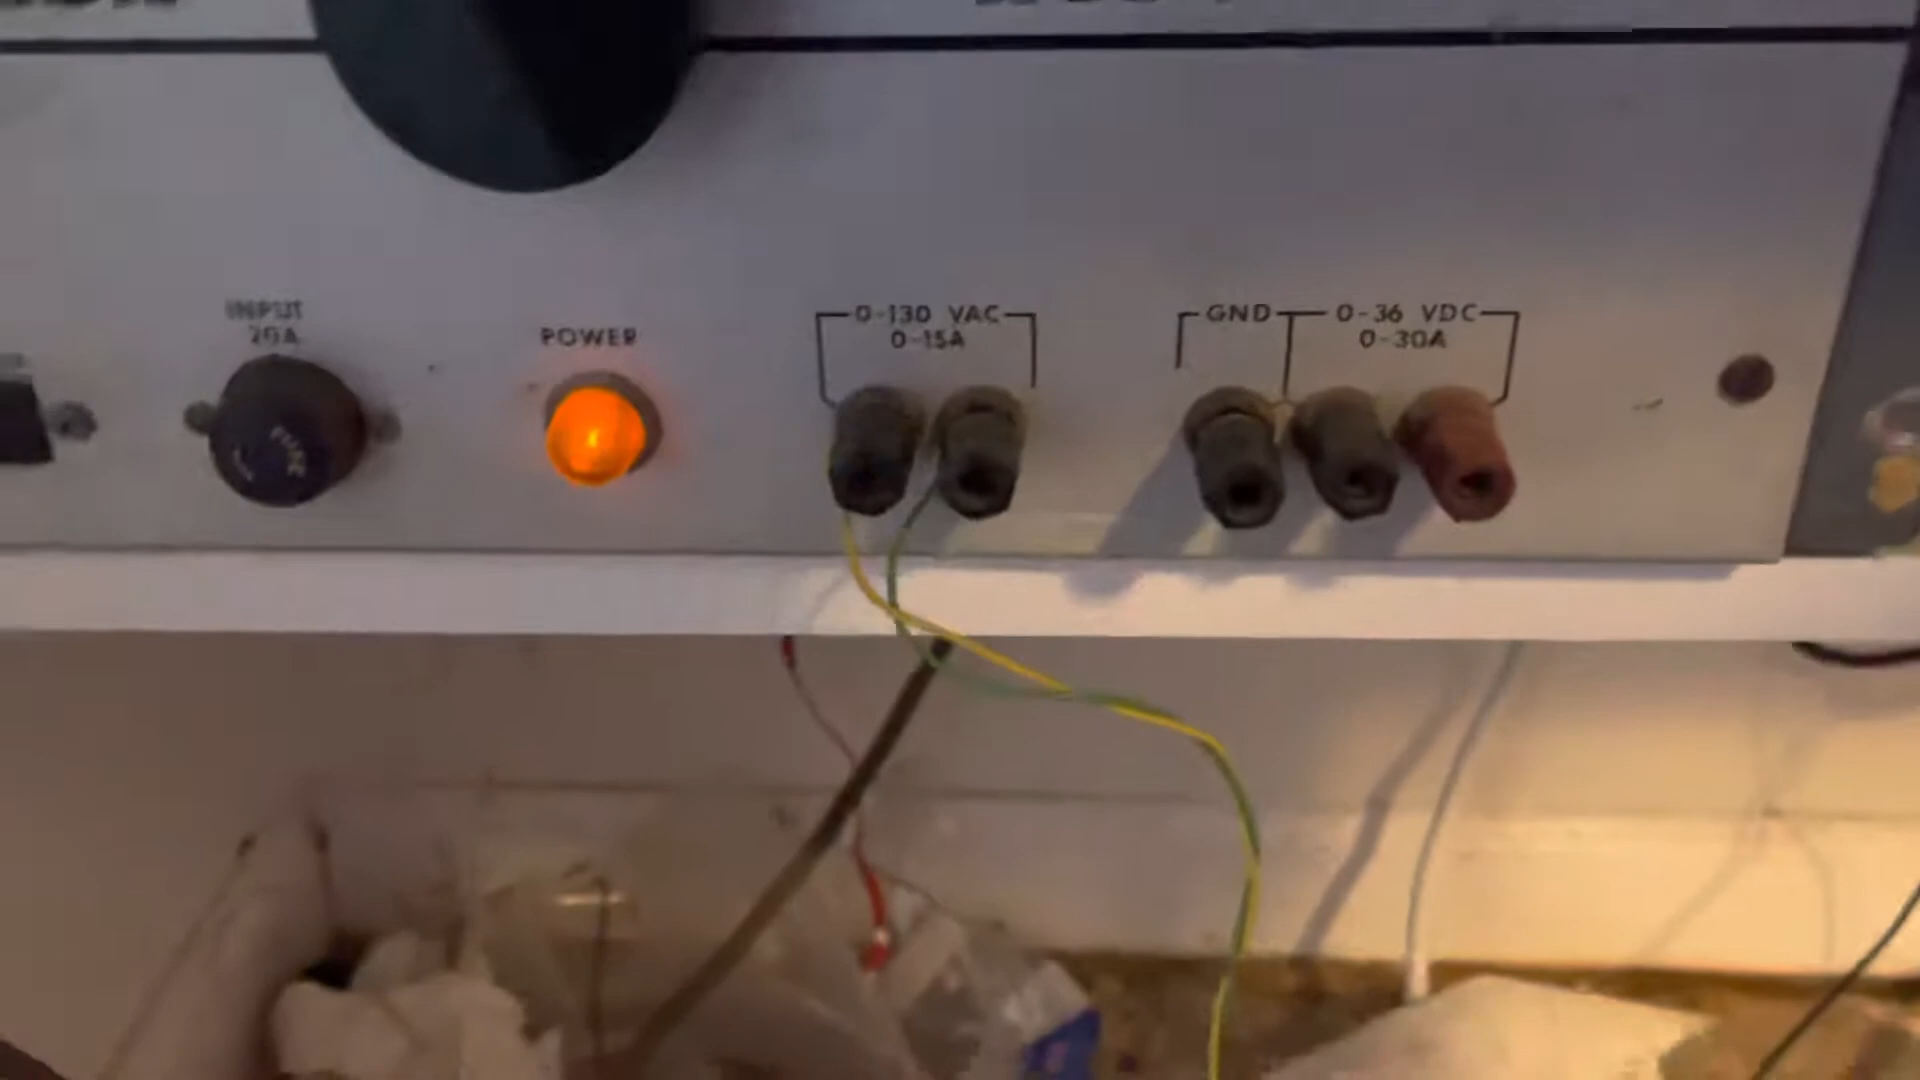 INPUT
20A
POWER
0-130 VAC
0-15A
GND
0-36 VDC
0-30A
FUSE